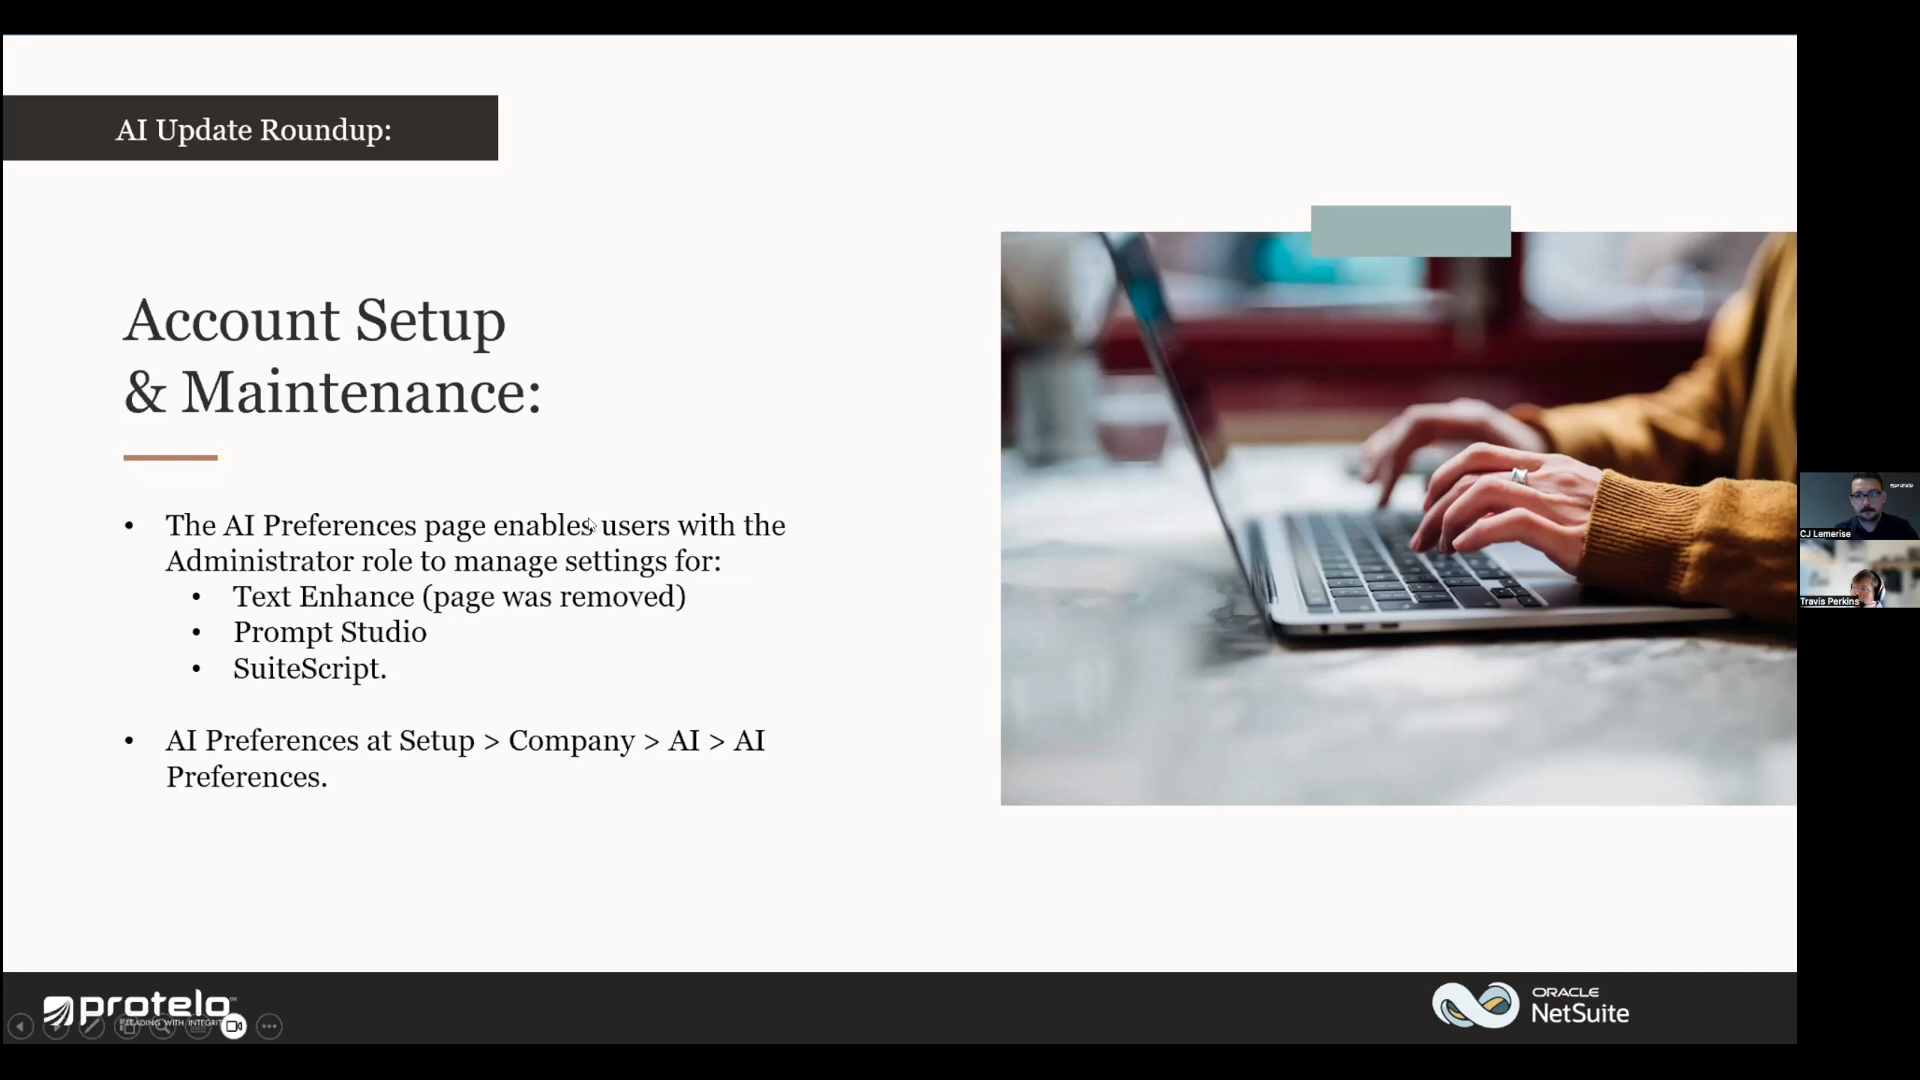 AI Update Roundup:
Account Setup
& Maintenance:
• The AI Preferences page enables users with the
Administrator role to manage settings for:
• Text Enhance (page was removed)
• Prompt Studio
• SuiteScript.
• AI Preferences at Setup > Company > AI > AI
Preferences.
CJ Lemerise
Travis Perkins
protelo
LEADING WITH INTEGRIT
ORACLE
NetSuite